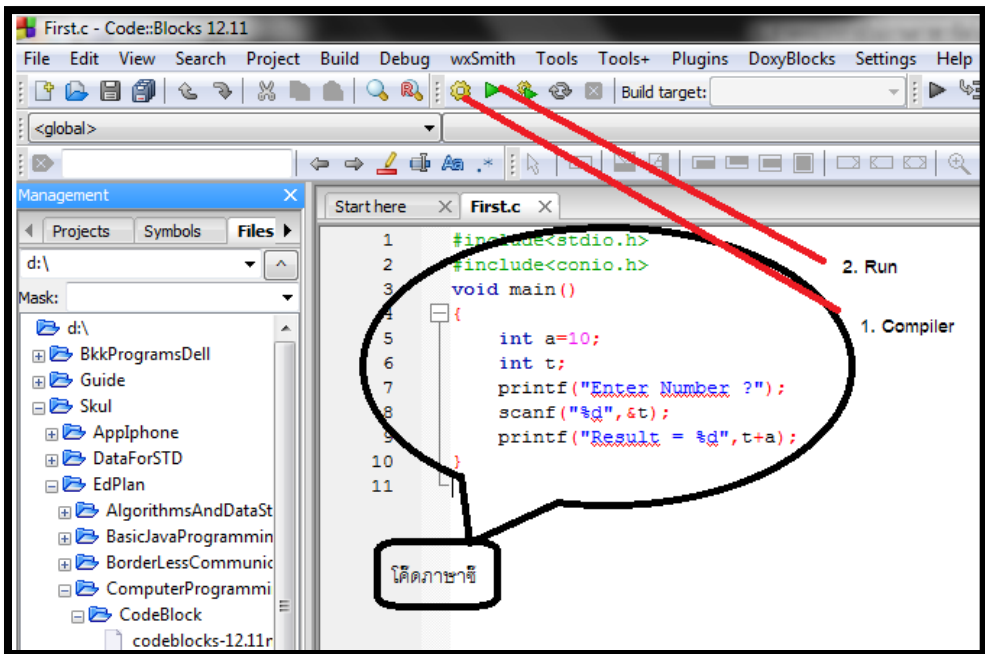 First.c - Code::Blocks 12.11
File Edit View Search Project Build Debug wxSmith Tools Tools+ Plugins DoxyBlocks Settings Help
Build target:
<global>
Management
Projects Symbols Files
d:\
Mask:
d:\
BkkProgramsDell
Guide
Skul
AppIphone
DataForSTD
EdPlan
AlgorithmsAndDataSt
BasicJavaProgrammin
BorderLessCommunic
ComputerProgrammi
CodeBlock
codeblocks-12.11r
Start here First.c
1 #include<stdio.h>
2 #include<conio.h>
3 void main()
4 {
5 int a=10;
6 int t;
7 printf("Enter Number ?");
8 scanf("%d",&t);
9 printf("Result = %d",t+a);
10 }
11
2. Run
1. Compiler
โค๊ดภาษาซี